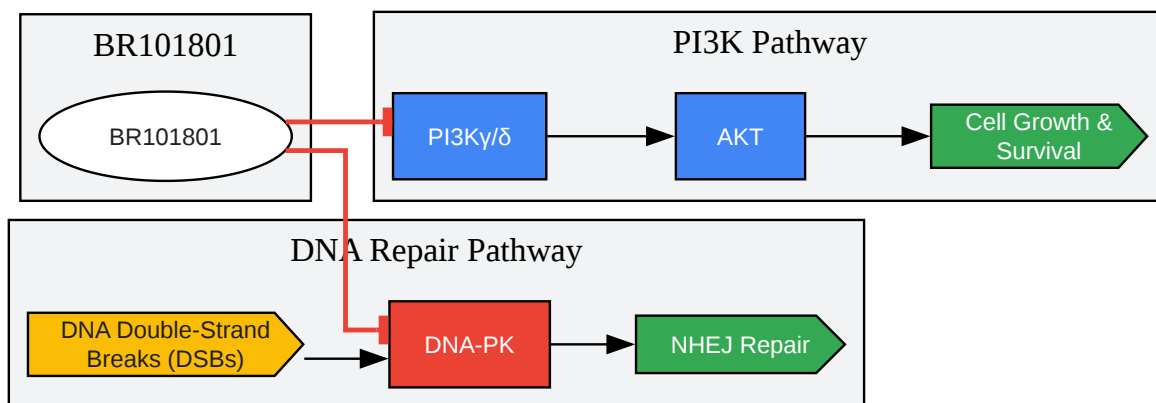 BR101801
BR101801
PI3K Pathway
PI3Kγ/δ
AKT
Cell Growth &
Survival
DNA Repair Pathway
DNA Double-Strand
Breaks (DSBs)
DNA-PK
NHEJ Repair